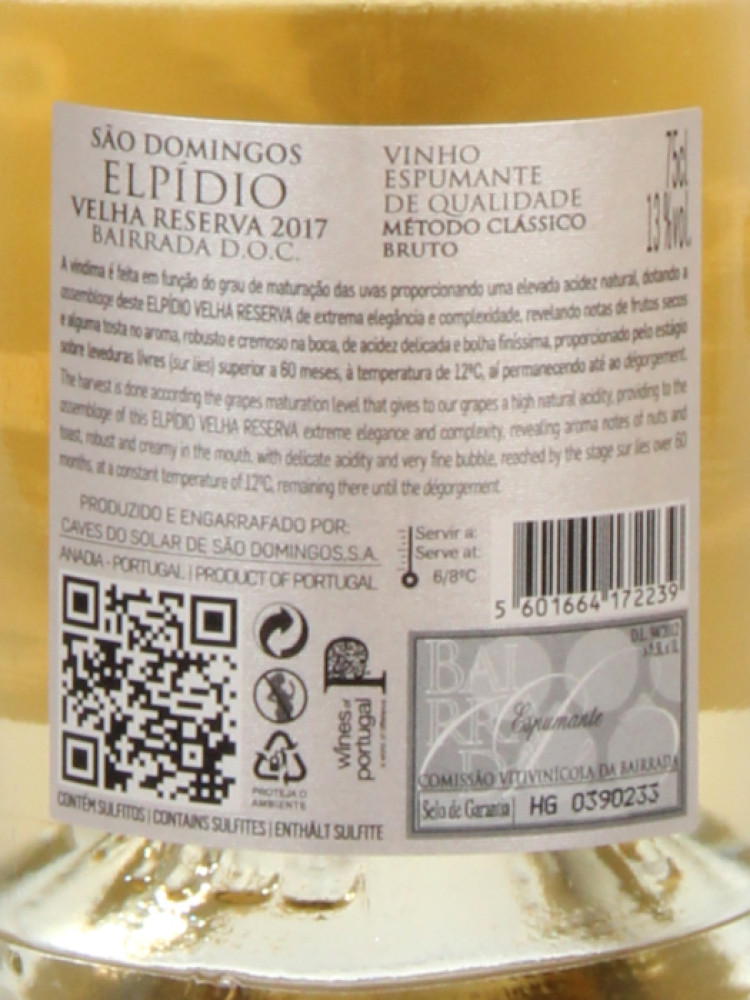 SÃO DOMINGOS
ELPÍDIO
VELHA RESERVA 2017
BAIRRADA D.O.C.
VINHO
ESPUMANTE
DE QUALIDADE
MÉTODO CLÁSSICO
BRUTO
75cl
13%vol.
A vindima é feita em função do grau de maturação das uvas proporcionando uma elevada acidez natural, dotando a
assemblage deste ELPÍDIO VELHA RESERVA de extrema elegância e complexidade, revelando notas de frutos secos
e alguma tosta no aroma, robusto e cremoso na boca, de acidez delicada e bolha finíssima, proporcionado pelo estágio
sobre leveduras livres (sur lies) superior a 60 meses, à temperatura de 12ºC, aí permanecendo até ao dégorgement.
The harvest is done according the grapes maturation level that gives to our grapes a high natural acidity, providing to the
assemblage of this ELPÍDIO VELHA RESERVA extreme elegance and complexity, revealing aroma notes of nuts and
toast, robust and creamy in the mouth, with delicate acidity and very fine bubble, reached by the stage sur lies over 60
months, at a constant temperature of 12ºC, remaining there until the dégorgement.
PRODUZIDO E ENGARRAFADO POR:
CAVES DO SOLAR DE SÃO DOMINGOS,S.A.
ANADIA - PORTUGAL | PRODUCT OF PORTUGAL
Servir a:
Serve at:
6/8ºC
5 601664 172239
wines of
portugal
PROTEJA O
AMBIENTE
CONTÉM SULFITOS | CONTAINS SULFITES | ENTHÄLT SULFITE
BAI
RRA
D
Espumante
COMISSÃO VITIVINÍCOLA DA BAIRRADA
Selo de Garantia HG 0390233